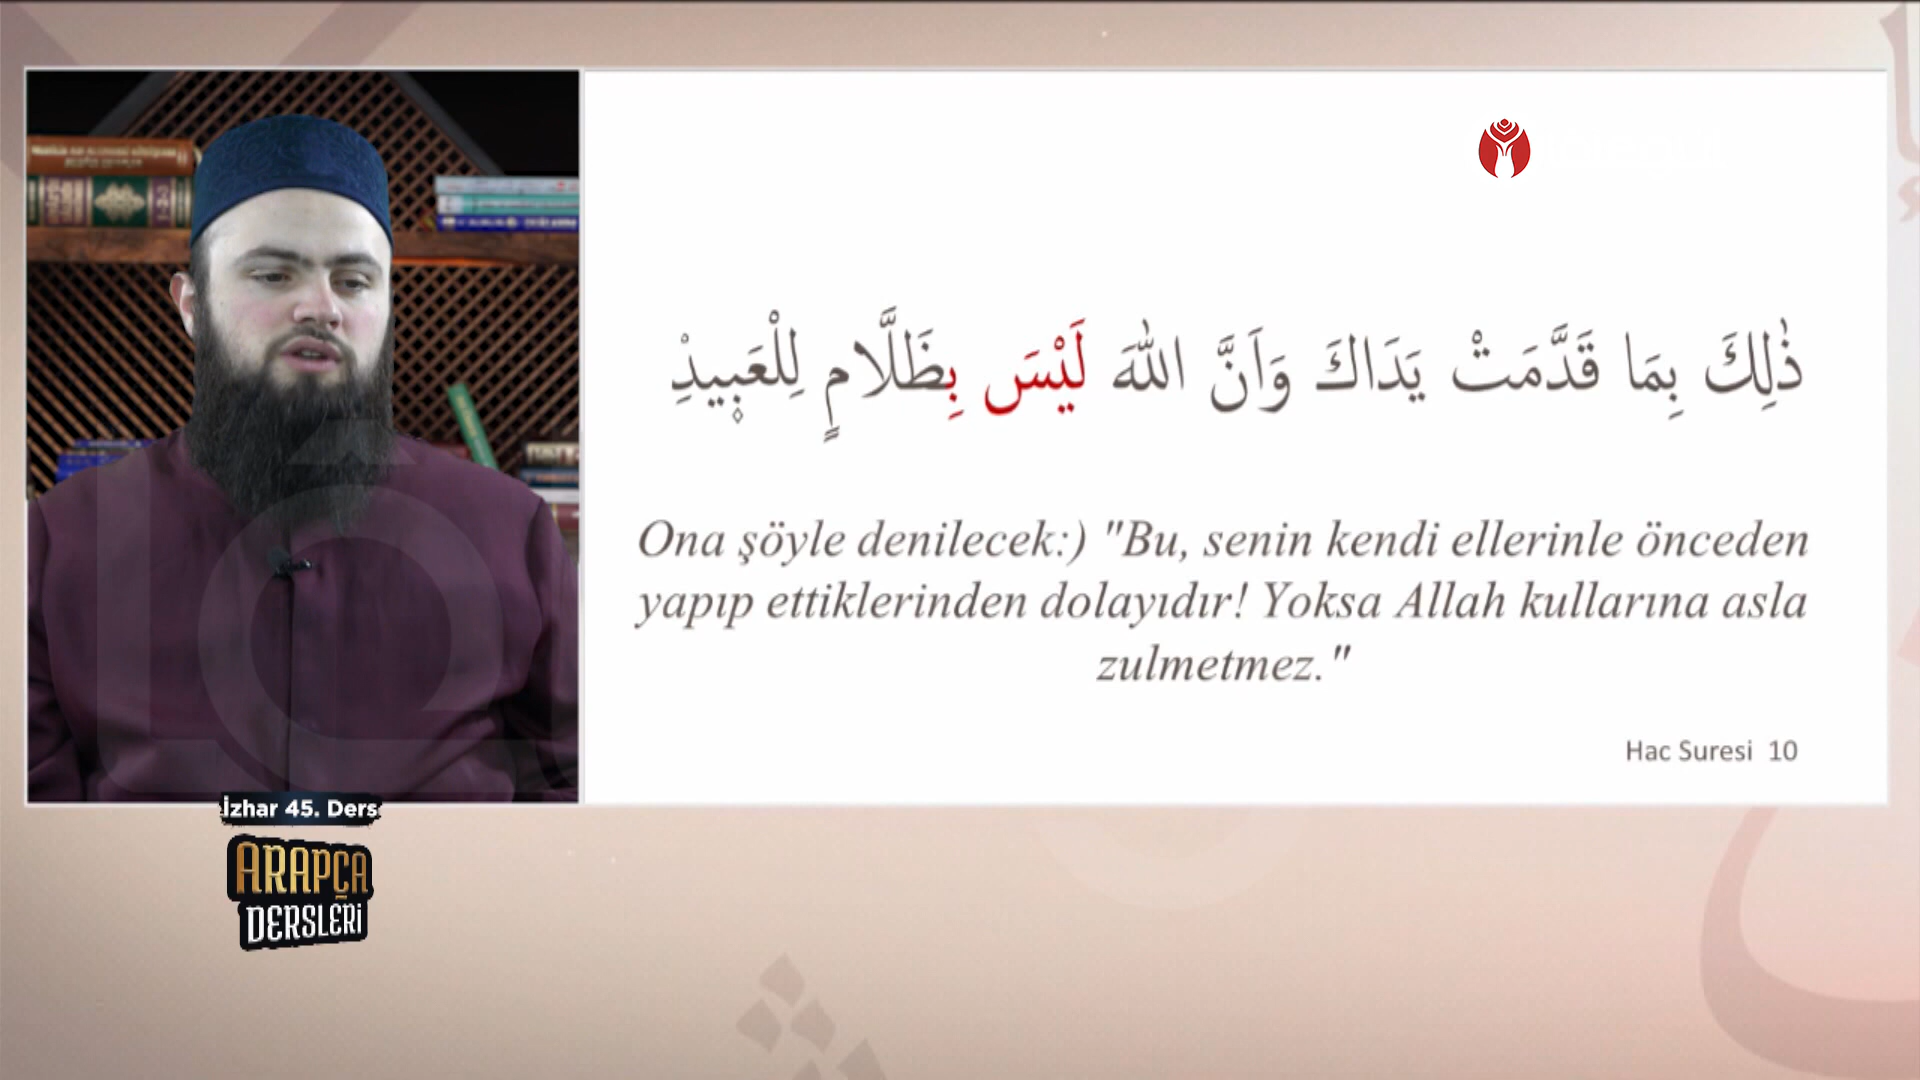 ذٰلِكَ بِمَا قَدَّمَتْ يَدَاكَ وَاَنَّ اللّٰهَ لَيْسَ بِظَلَّامٍ لِلْعَب۪يدِ۟
Ona şöyle denilecek:) "Bu, senin kendi ellerinle önceden
yapıp ettiklerinden dolayıdır! Yoksa Allah kullarına asla
zulmetmez."
Hac Suresi 10
İzhar 45. Ders
ARAPÇA
DERSLERİ